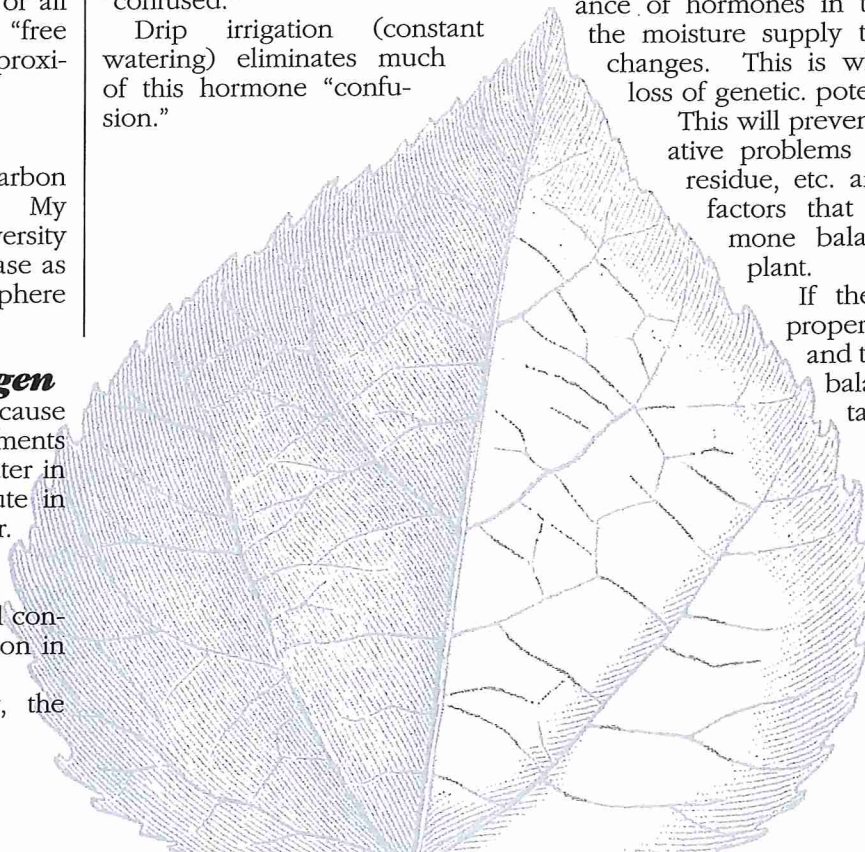 or all
“free
proxi-
arbon
My
versity
ase as
phere
gen
cause
ments
ter in
ute in
r.
l con-
on in
, the
“confused.”
Drip irrigation (constant
watering) eliminates much
of this hormone “confu-
sion.”
ance of hormones in t
the moisture supply t
changes. This is w
loss of genetic. pote
This will preven
ative problems
residue, etc. a
factors that
mone bala
plant.
If the
proper
and t
bala
ta